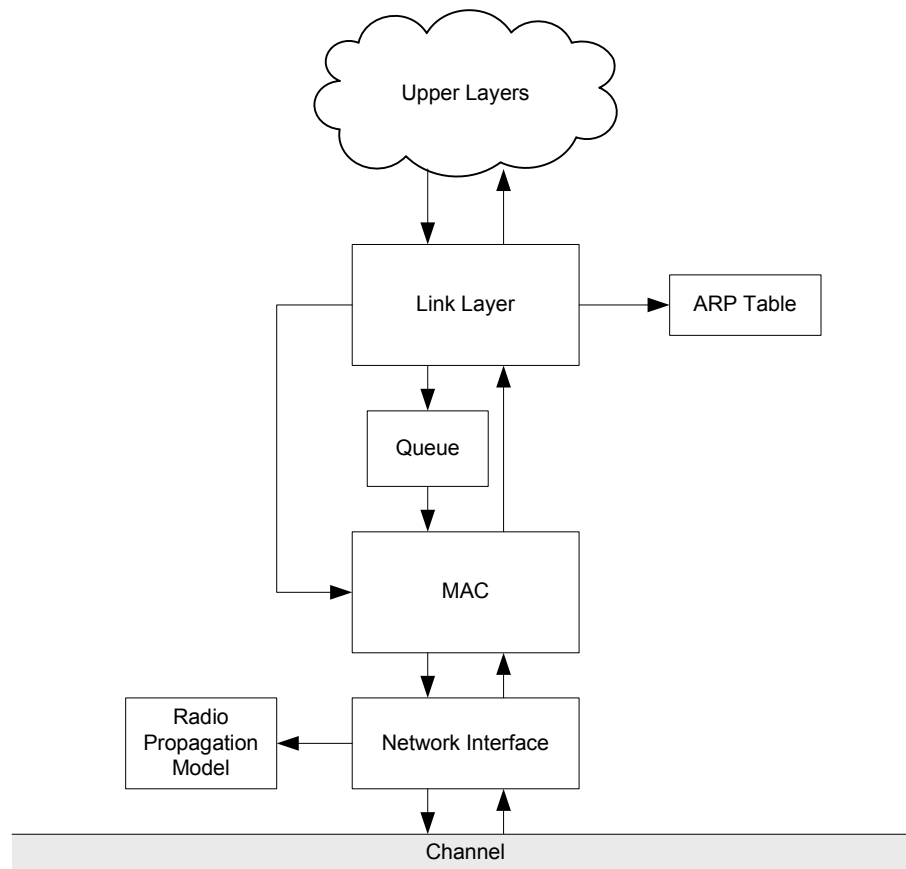 Upper Layers
Link Layer
ARP Table
Queue
MAC
Radio
Propagation
Model
Network Interface
Channel